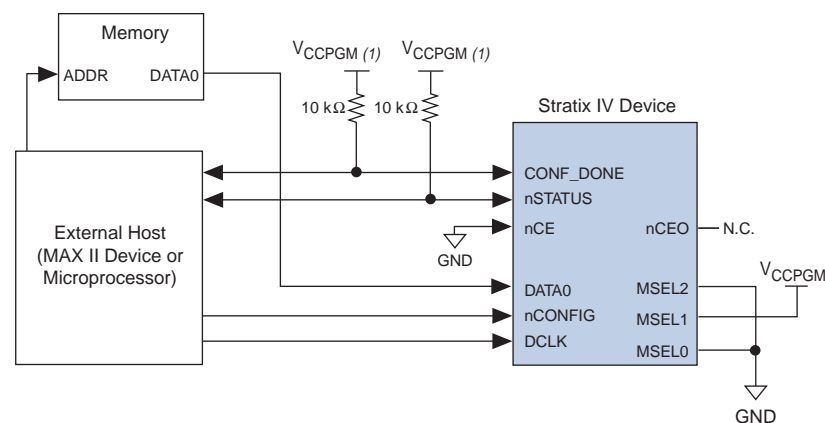 Memory
ADDR DATA0
VCCPGM (1) VCCPGM (1)
10 kΩ 10 kΩ
Stratix IV Device
External Host
(MAX II Device or
Microprocessor)
CONF_DONE
nSTATUS
nCE
GND
nCEO N.C.
VCCPGM
DATA0
nCONFIG
DCLK
MSEL2
MSEL1
MSEL0
GND